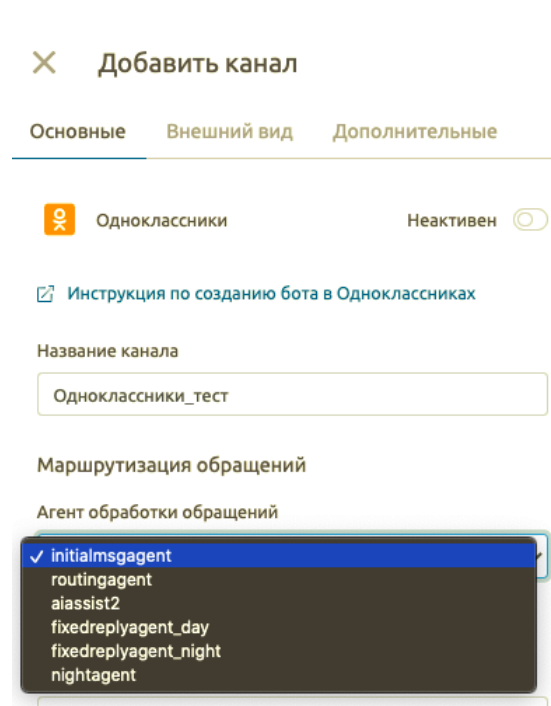 Добавить канал
Основные Внешний вид Дополнительные
Одноклассники Неактивен
Инструкция по созданию бота в Одноклассниках
Название канала
Одноклассники_тест
Маршрутизация обращений
Агент обработки обращений
✓ initialmsgagent
routingagent
aiassist2
fixedreplyagent_day
fixedreplyagent_night
nightagent